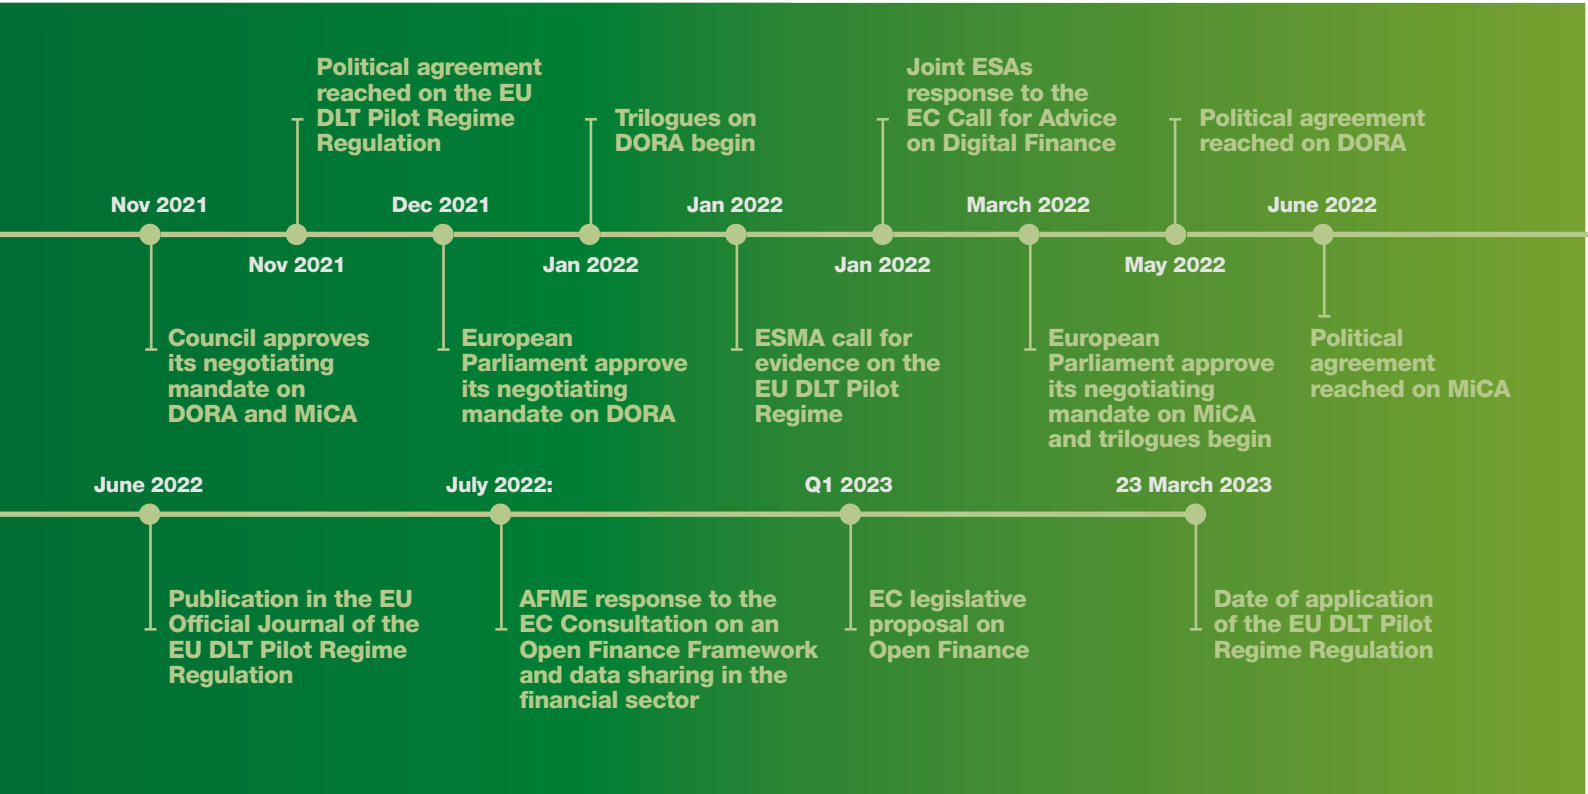 Nov 2021
Council approves
its negotiating
mandate on
DORA and MiCA
Political agreement
reached on the EU
DLT Pilot Regime
Regulation
Nov 2021
Dec 2021
European
Parliament approve
its negotiating
mandate on DORA
Trilogues on
DORA begin
Jan 2022
Jan 2022
ESMA call for
evidence on the
EU DLT Pilot
Regime
Joint ESAs
response to the
EC Call for Advice
on Digital Finance
Jan 2022
March 2022
European
Parliament approve
its negotiating
mandate on MiCA
and trilogues begin
Political agreement
reached on DORA
May 2022
June 2022
Political
agreement
reached on MiCA
June 2022
Publication in the EU
Official Journal of the
EU DLT Pilot Regime
Regulation
July 2022:
AFME response to the
EC Consultation on an
Open Finance Framework
and data sharing in the
financial sector
Q1 2023
EC legislative
proposal on
Open Finance
23 March 2023
Date of application
of the EU DLT Pilot
Regime Regulation